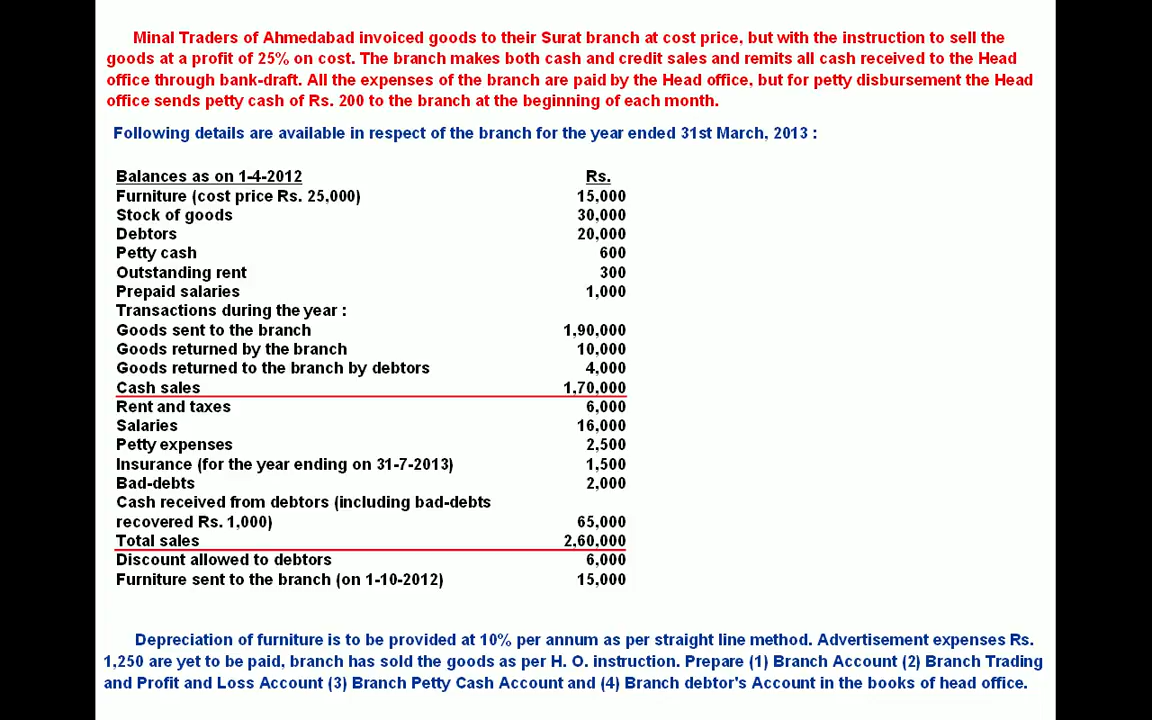 Minal Traders of Ahmedabad invoiced goods to their Surat branch at cost price, but with the instruction to sell the
goods at a profit of 25% on cost. The branch makes both cash and credit sales and remits all cash received to the Head
office through bank-draft. All the expenses of the branch are paid by the Head office, but for petty disbursement the Head
office sends petty cash of Rs. 200 to the branch at the beginning of each month.
Following details are available in respect of the branch for the year ended 31st March, 2013 :
Balances as on 1-4-2012 Rs.
Furniture (cost price Rs. 25,000) 15,000
Stock of goods 30,000
Debtors 20,000
Petty cash 600
Outstanding rent 300
Prepaid salaries 1,000
Transactions during the year :
Goods sent to the branch 1,90,000
Goods returned by the branch 10,000
Goods returned to the branch by debtors 4,000
Cash sales 1,70,000
Rent and taxes 6,000
Salaries 16,000
Petty expenses 2,500
Insurance (for the year ending on 31-7-2013) 1,500
Bad-debts 2,000
Cash received from debtors (including bad-debts
recovered Rs. 1,000) 65,000
Total sales 2,60,000
Discount allowed to debtors 6,000
Furniture sent to the branch (on 1-10-2012) 15,000
Depreciation of furniture is to be provided at 10% per annum as per straight line method. Advertisement expenses Rs.
1,250 are yet to be paid, branch has sold the goods as per H. O. instruction. Prepare (1) Branch Account (2) Branch Trading
and Profit and Loss Account (3) Branch Petty Cash Account and (4) Branch debtor's Account in the books of head office.